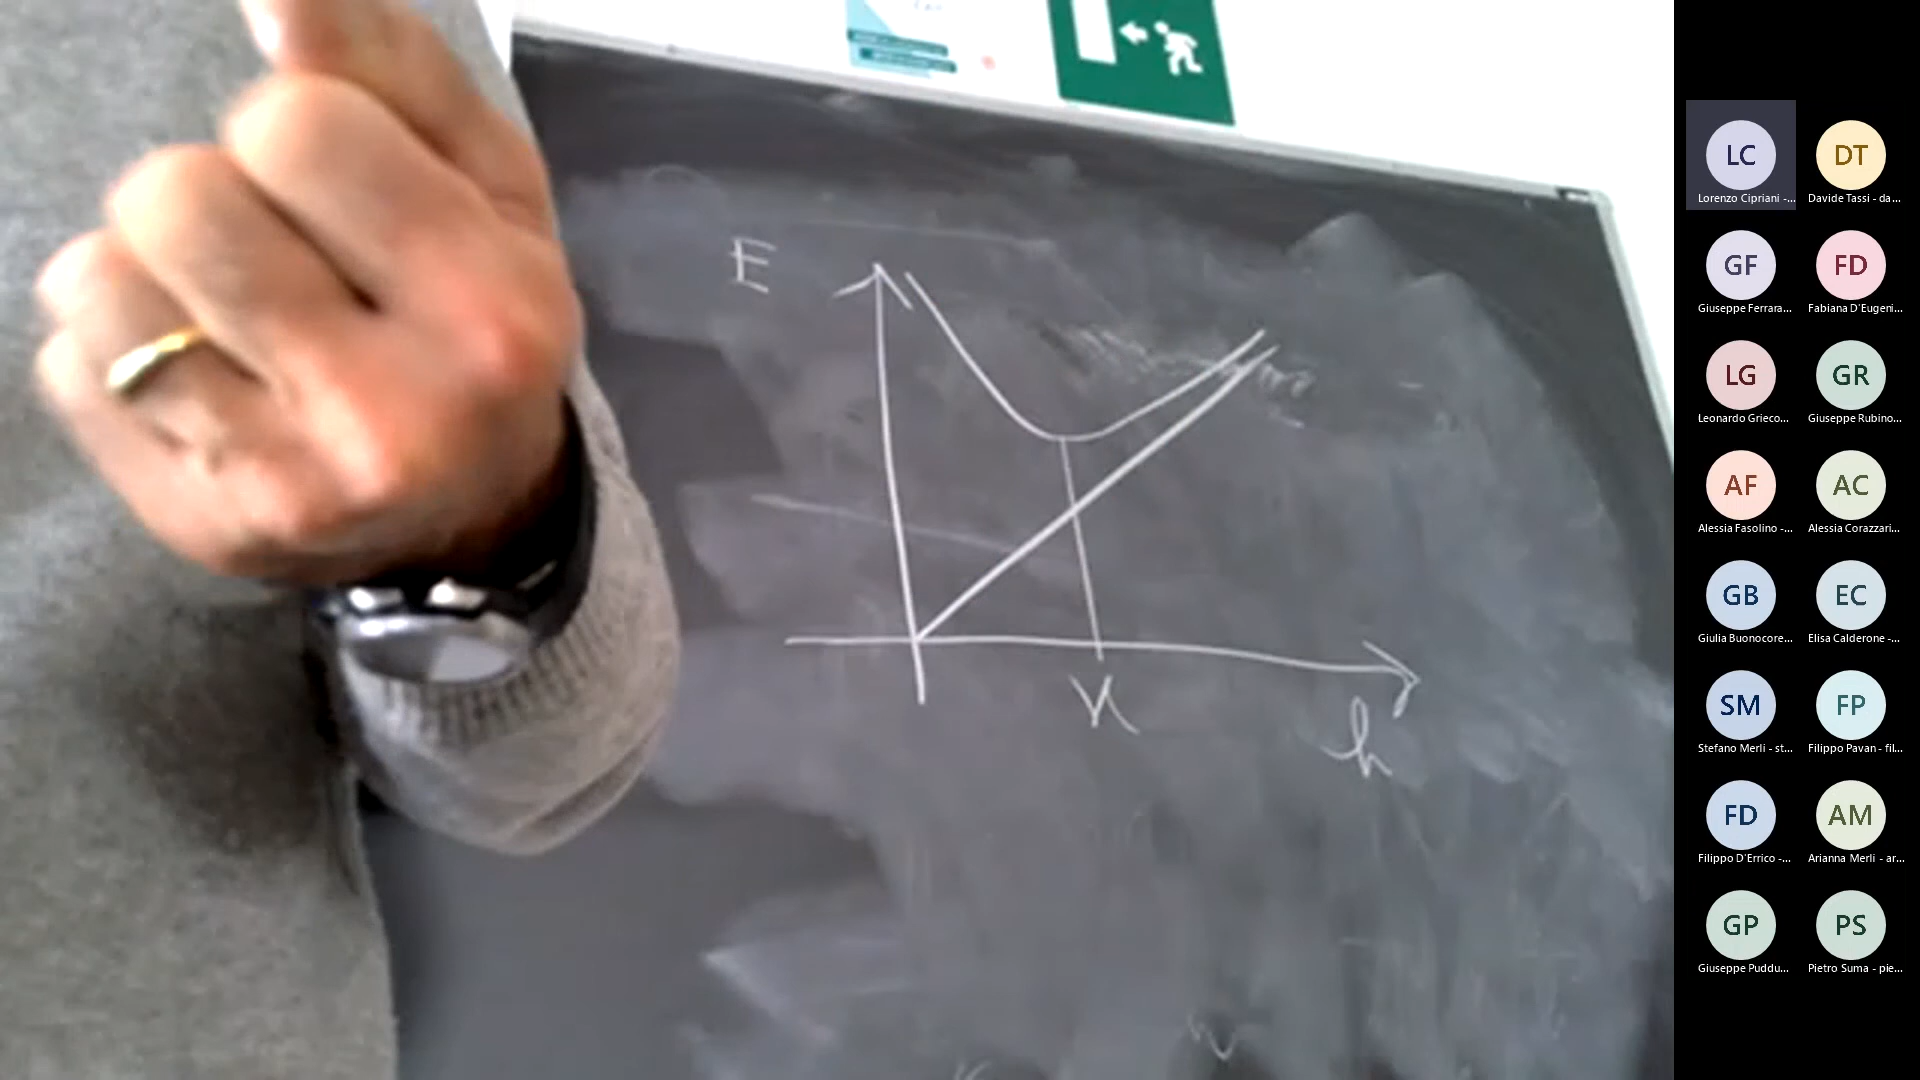 E
K
h
LC
DT
Lorenzo Cipriani -...
Davide Tassi - da...
GF
FD
Giuseppe Ferrara...
Fabiana D'Eugeni...
LG
GR
Leonardo Grieco...
Giuseppe Rubino...
AF
AC
Alessia Fasolino -...
Alessia Corazzari...
GB
EC
Giulia Buonocore...
Elisa Calderone -...
SM
FP
Stefano Merli - st...
Filippo Pavan - fil...
FD
AM
Filippo D'Errico -...
Arianna Merli - ar...
GP
PS
Giuseppe Puddu...
Pietro Suma - pie...